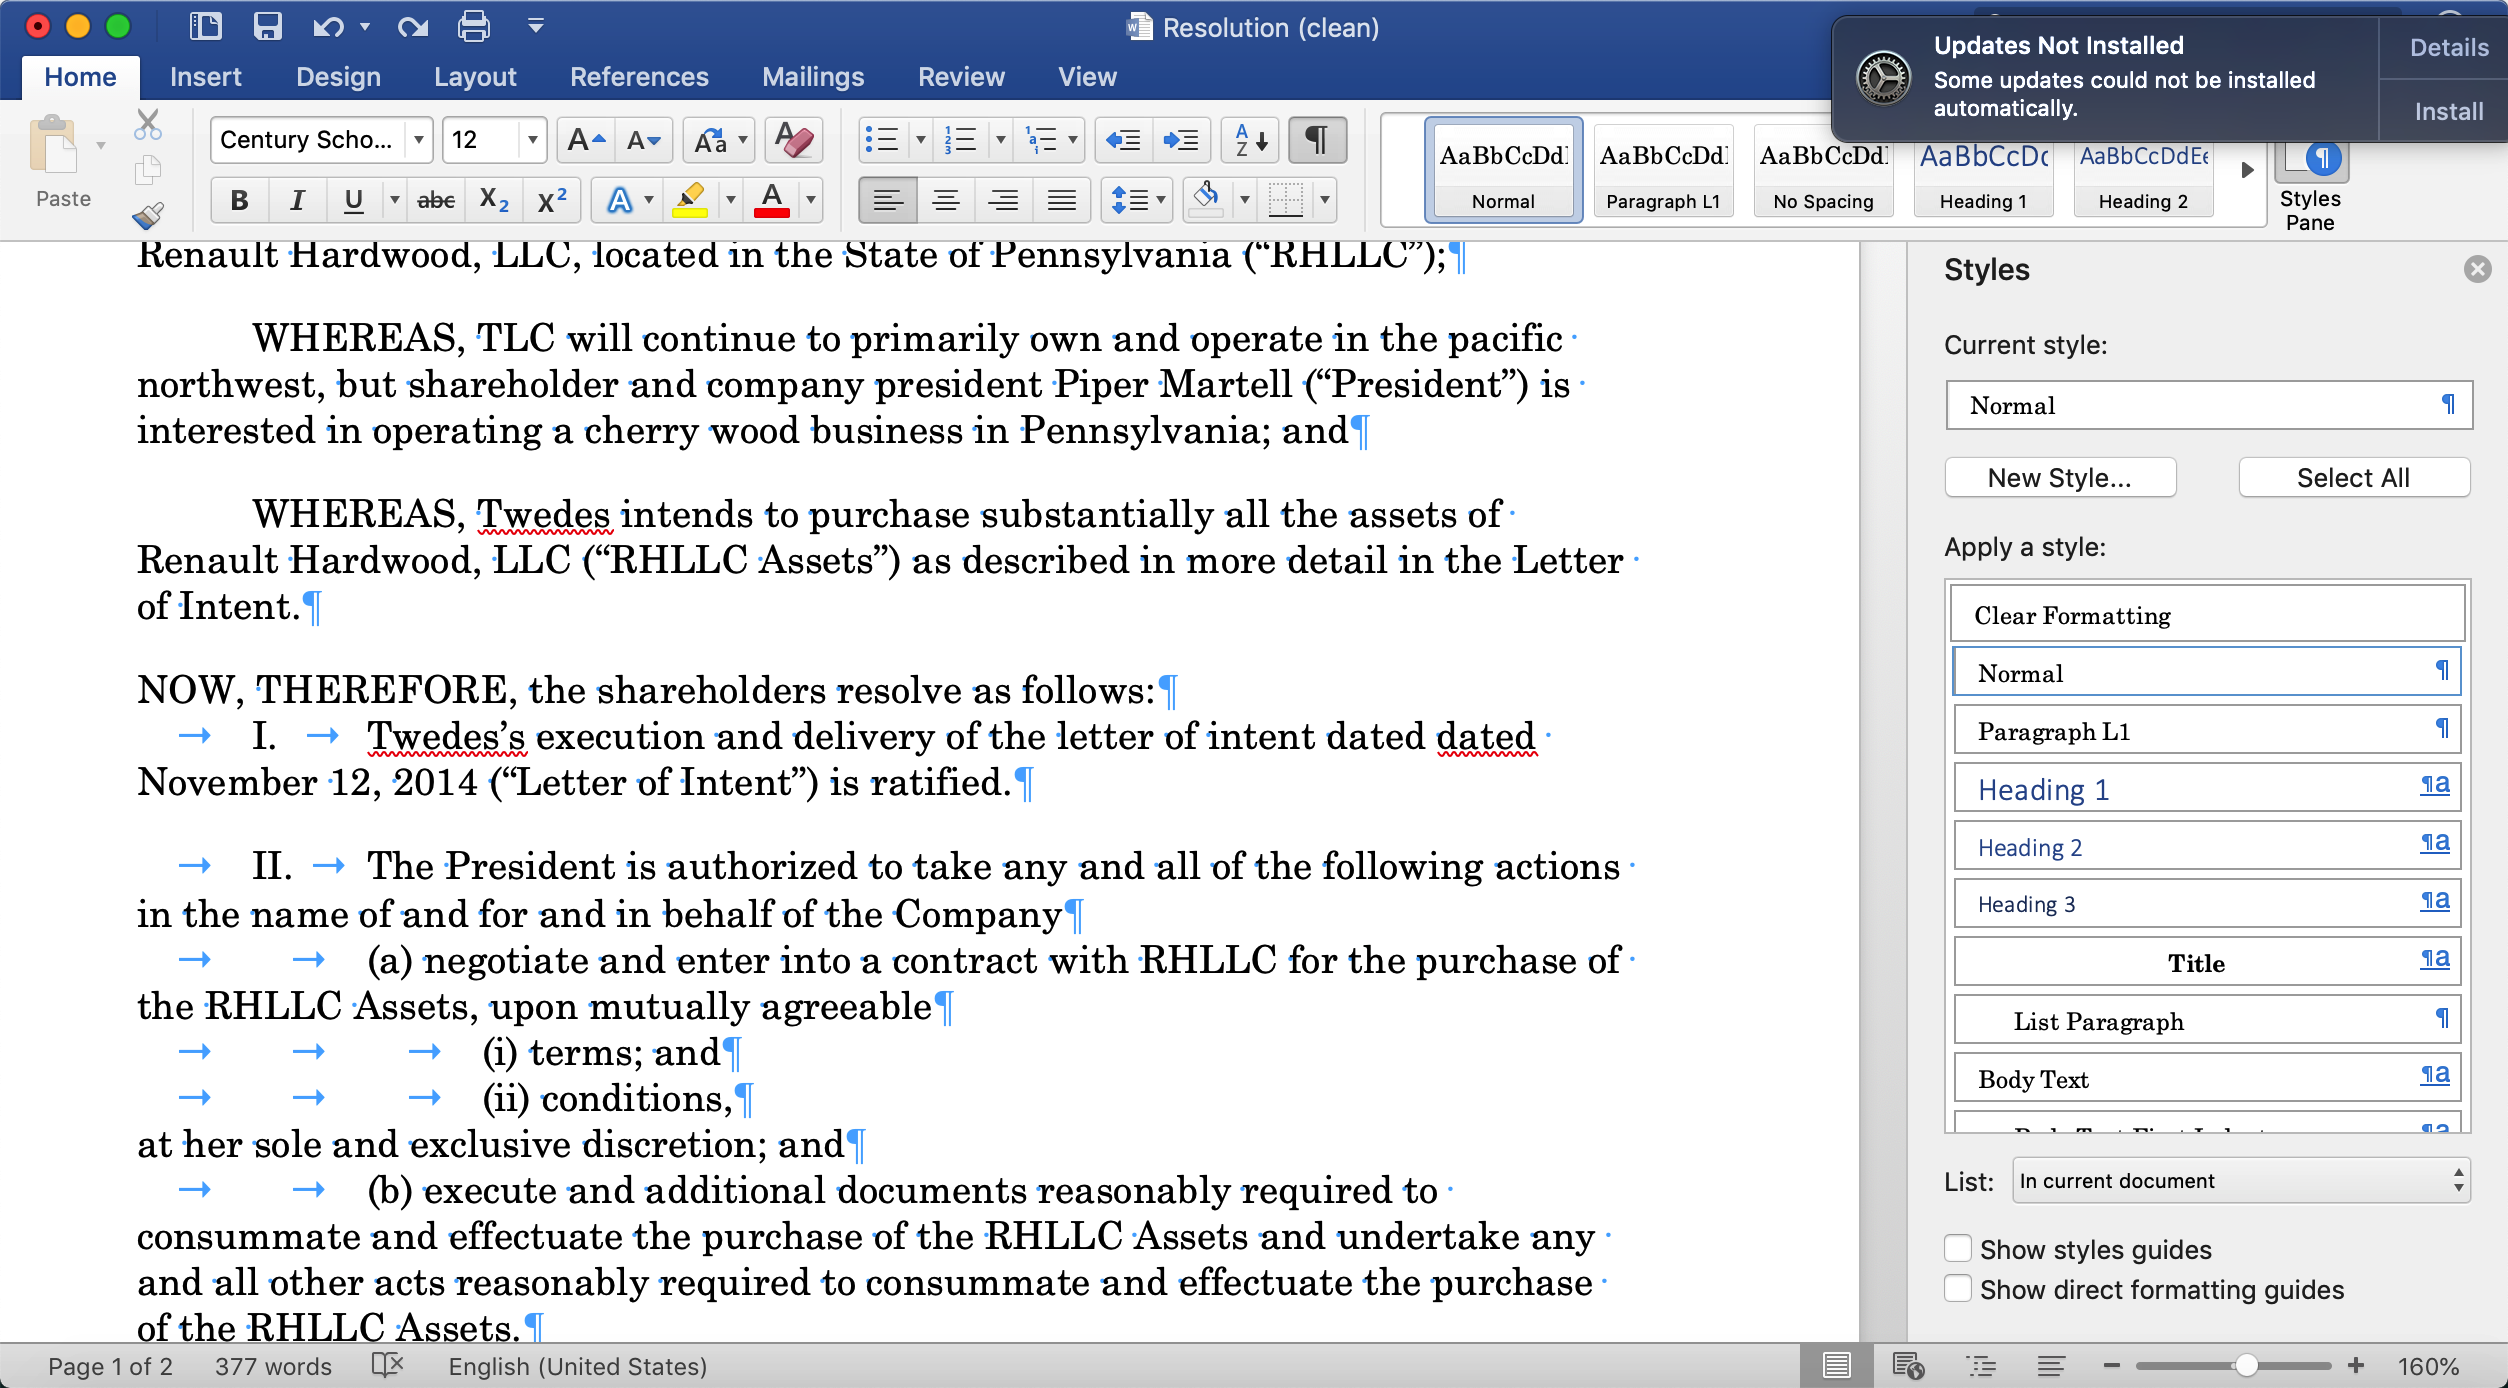 Resolution (clean)
Updates Not Installed
Some updates could not be installed
automatically.
Details
Install
Home Insert Design Layout References Mailings Review View
Paste
Century Scho... 12
Aa
A
B I U abc X2 X2 A A
AaBbCcDd Normal
AaBbCcDd Paragraph L1
AaBbCcDd No Spacing
AaBbCcDc Heading 1
AaBbCcDdEe Heading 2
Styles
Pane
Renault Hardwood, LLC, located in the State of Pennsylvania (“RHLLC”);¶
WHEREAS, TLC will continue to primarily own and operate in the pacific
northwest, but shareholder and company president Piper Martell (“President”) is
interested in operating a cherry wood business in Pennsylvania; and¶
WHEREAS, Twedes intends to purchase substantially all the assets of
Renault Hardwood, LLC (“RHLLC Assets”) as described in more detail in the Letter
of Intent.¶
NOW, THEREFORE, the shareholders resolve as follows:¶
→ I. → Twedes’s execution and delivery of the letter of intent dated dated
November 12, 2014 (“Letter of Intent”) is ratified.¶
→ II. → The President is authorized to take any and all of the following actions
in the name of and for and in behalf of the Company¶
→ → (a) negotiate and enter into a contract with RHLLC for the purchase of
the RHLLC Assets, upon mutually agreeable¶
→ → → (i) terms; and¶
→ → → (ii) conditions,¶
at her sole and exclusive discretion; and¶
→ → (b) execute and additional documents reasonably required to
consummate and effectuate the purchase of the RHLLC Assets and undertake any
and all other acts reasonably required to consummate and effectuate the purchase
of the RHLLC Assets.¶
Styles
Current style:
Normal ¶
New Style... Select All
Apply a style:
Clear Formatting
Normal ¶
Paragraph L1 ¶
Heading 1 ¶a
Heading 2 ¶a
Heading 3 ¶a
Title ¶a
List Paragraph ¶
Body Text ¶a
List: In current document
Show styles guides
Show direct formatting guides
Page 1 of 2 377 words English (United States) 160%